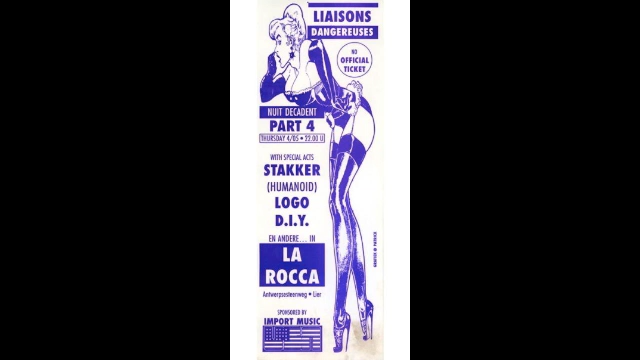 LIAISONS
DANGEREUSES
NO
OFFICIAL
TICKET
NUIT DECADENT
PART 4
THURSDAY 4/05 • 22.00 U
WITH SPECIAL ACTS
STAKKER
(HUMANOID)
LOGO
D.I.Y.
EN ANDERE... IN
LA
ROCCA
Antwerpsesteenweg • Lier
SPONSORED BY
IMPORT MUSIC